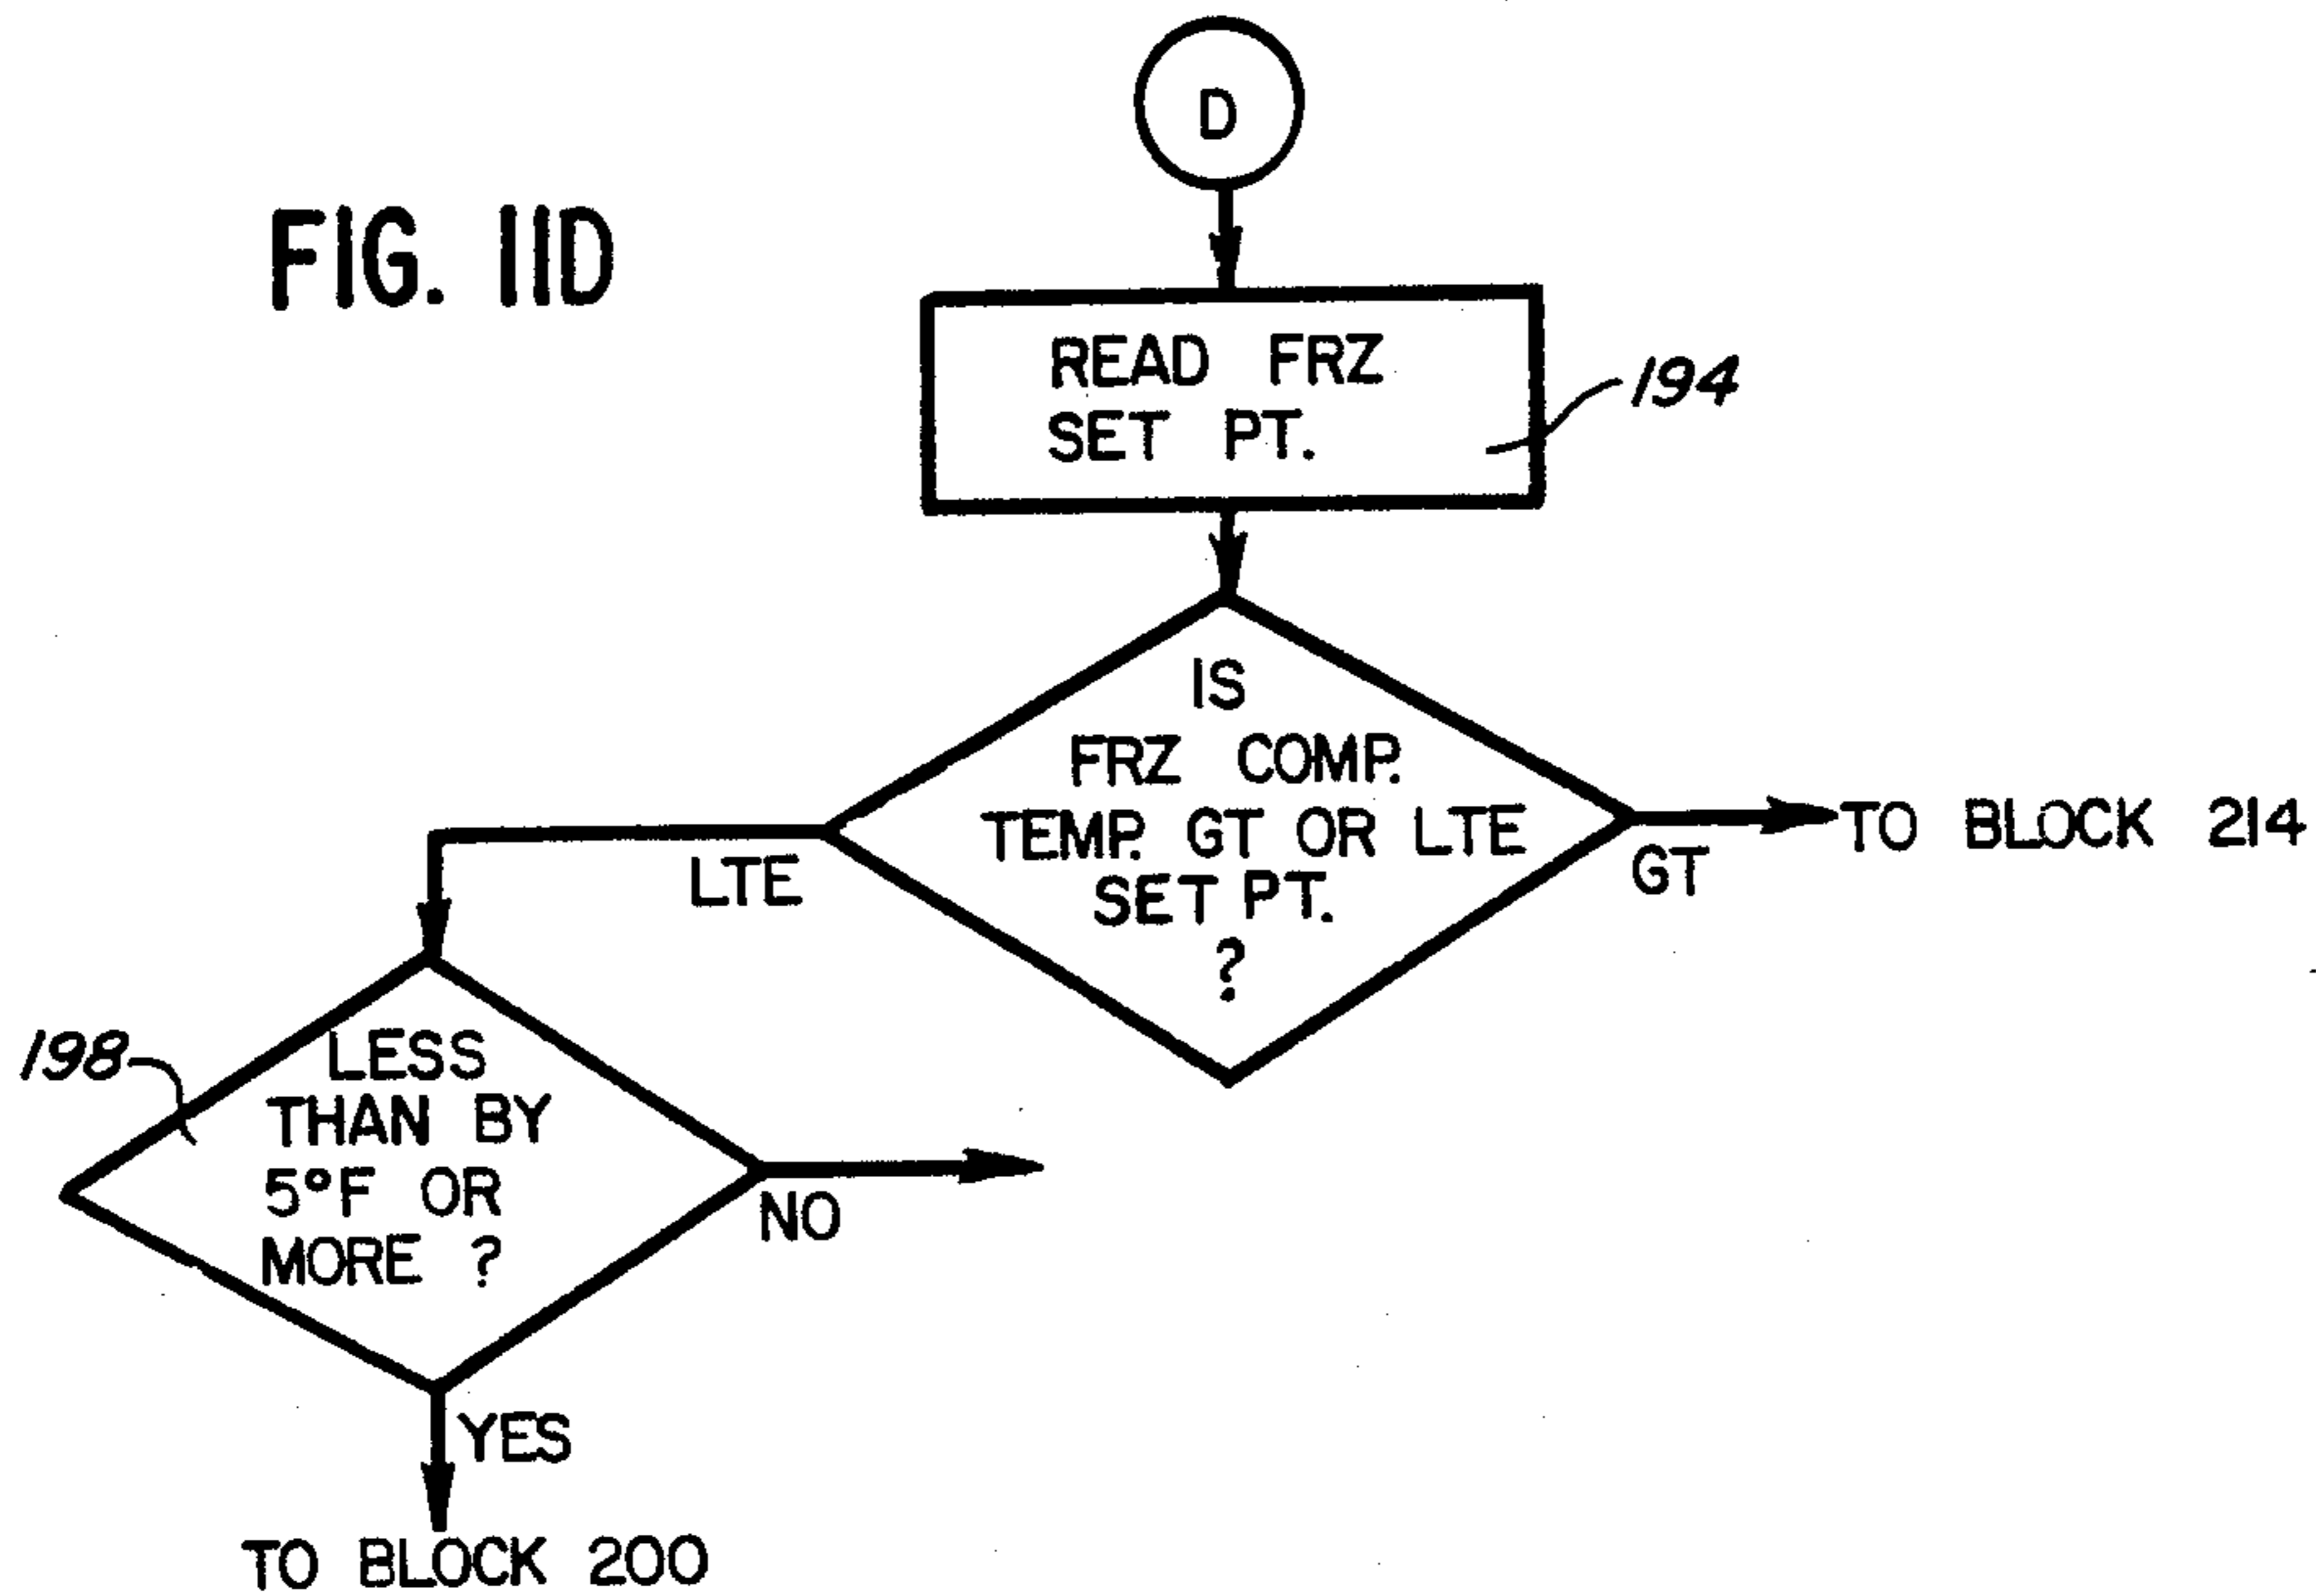 D
FIG. 11D
READ FRZ
SET PT.
194
IS
FRZ COMP.
TEMP. GT OR LTE
SET PT.
?
TO BLOCK 214
GT
LTE
198
LESS
THAN BY
5°F OR
MORE ?
NO
YES
TO BLOCK 200